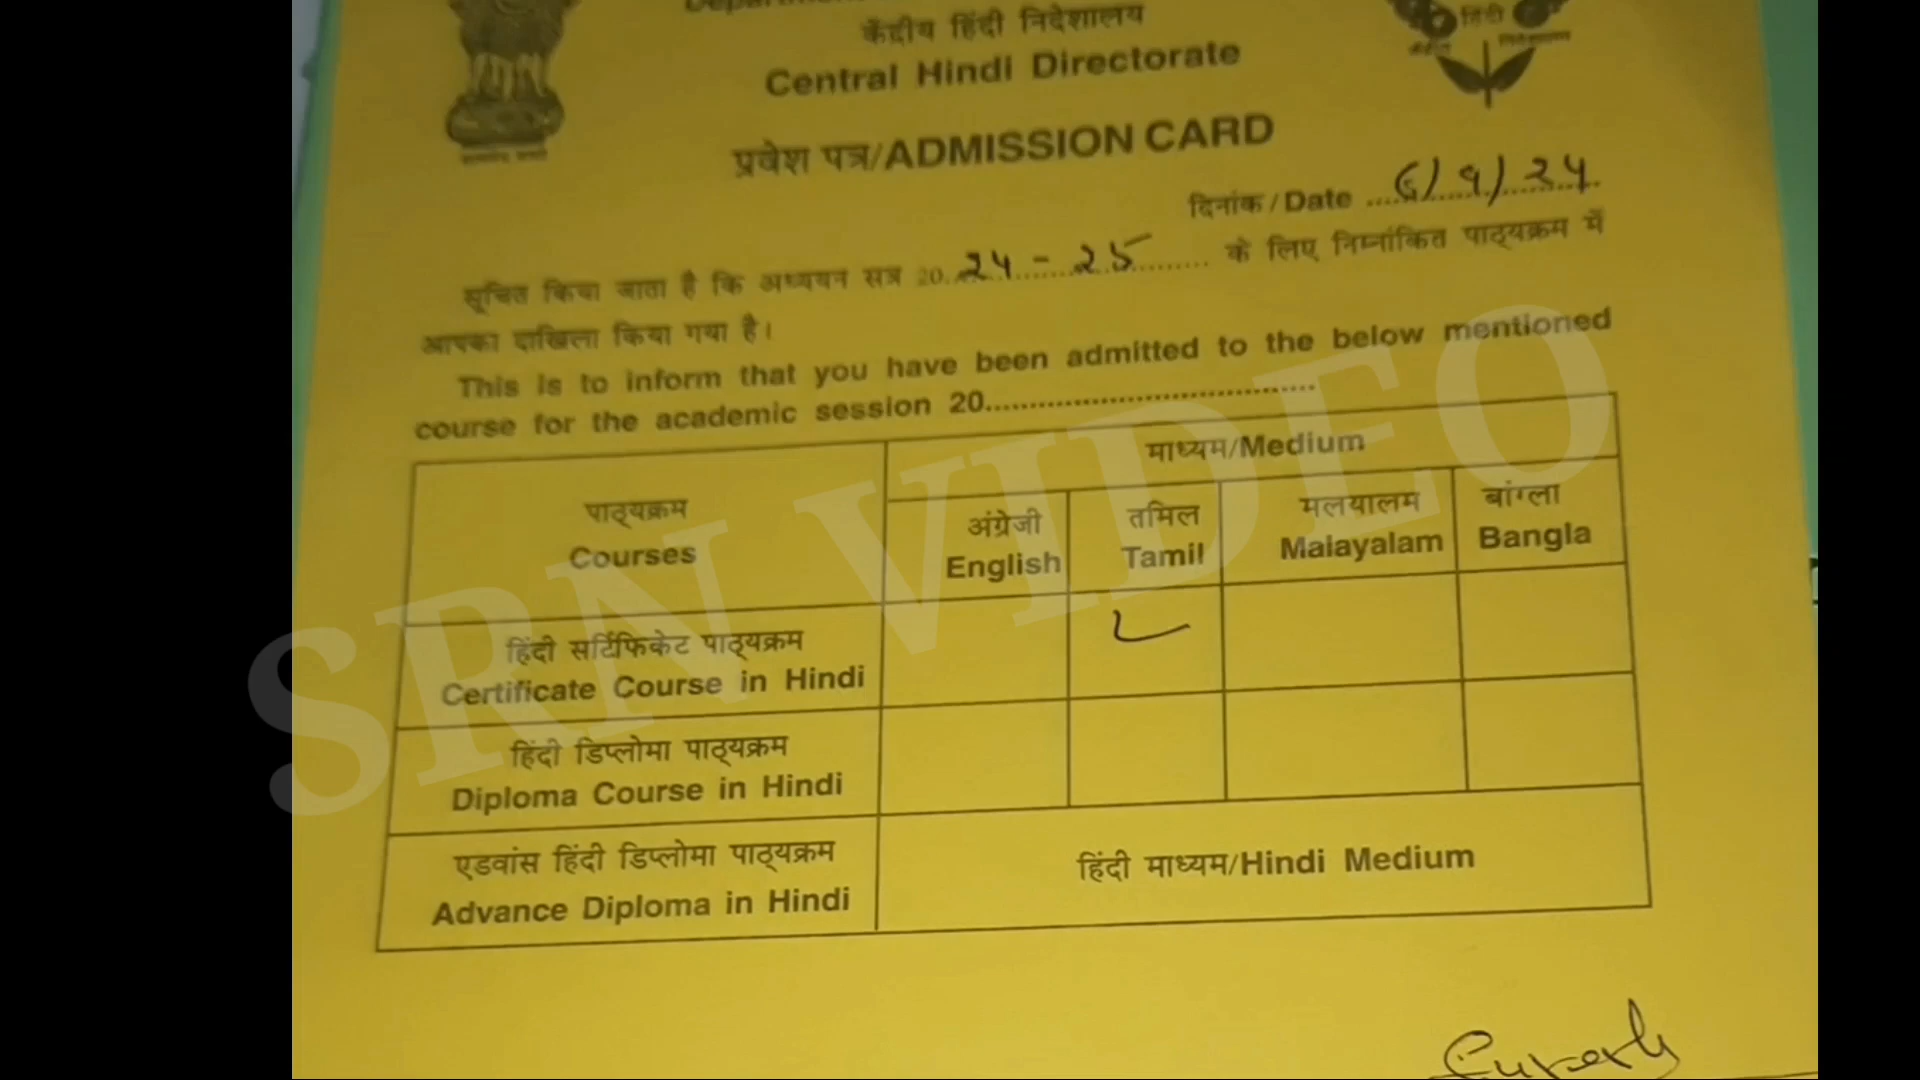 केंद्रीय हिंदी निदेशालय
Central Hindi Directorate
हिंदी
प्रवेश पत्र/ADMISSION CARD
दिनांक / Date 6/9/24
सूचित किया जाता है कि अध्ययन सत्र 20..24 - 25.......... के लिए निम्नांकित पाठ्यक्रम में
आपका दाखिला किया गया है।
This is to inform that you have been admitted to the below mentioned
course for the academic session 20......................................
पाठ्यक्रम
Courses
माध्यम/Medium
अंग्रेजी
English
तमिल
Tamil
मलयालम
Malayalam
बांग्ला
Bangla
हिंदी सर्टिफिकेट पाठ्यक्रम
Certificate Course in Hindi
हिंदी डिप्लोमा पाठ्यक्रम
Diploma Course in Hindi
एडवांस हिंदी डिप्लोमा पाठ्यक्रम
Advance Diploma in Hindi
हिंदी माध्यम/Hindi Medium
SRN VIDEO